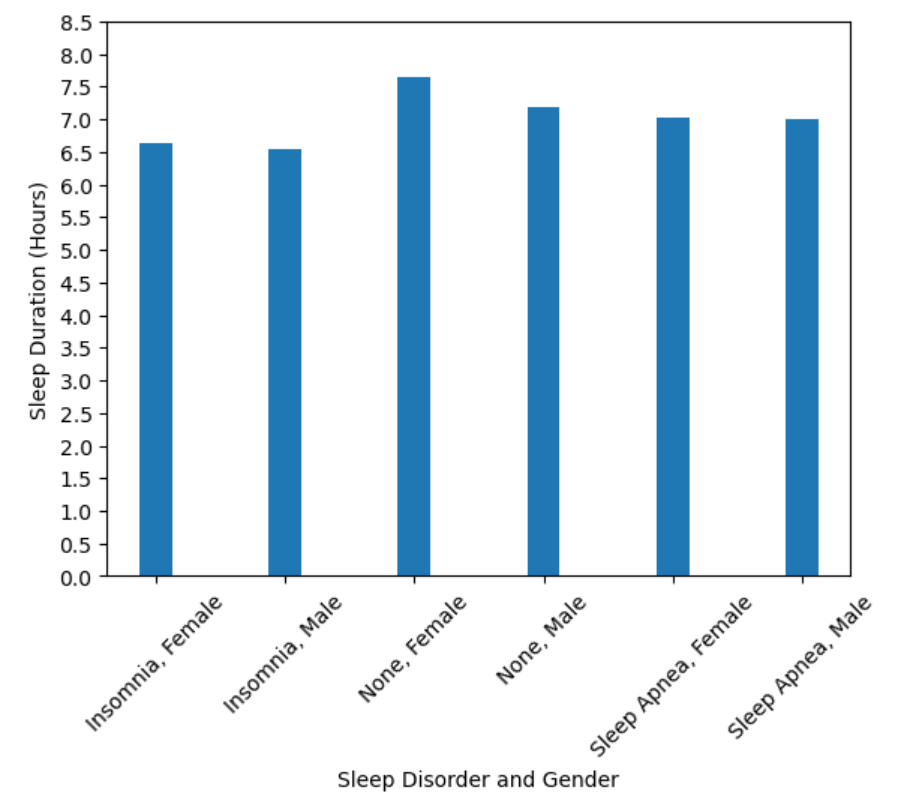 8.5
8.0
7.5
7.0
6.5
6.0
5.5
5.0
4.5
4.0
3.5
3.0
2.5
2.0
1.5
1.0
0.5
0.0
Sleep Duration (Hours)
Insomnia, Female
Insomnia, Male
None, Female
None, Male
Sleep Apnea, Female
Sleep Apnea, Male
Sleep Disorder and Gender